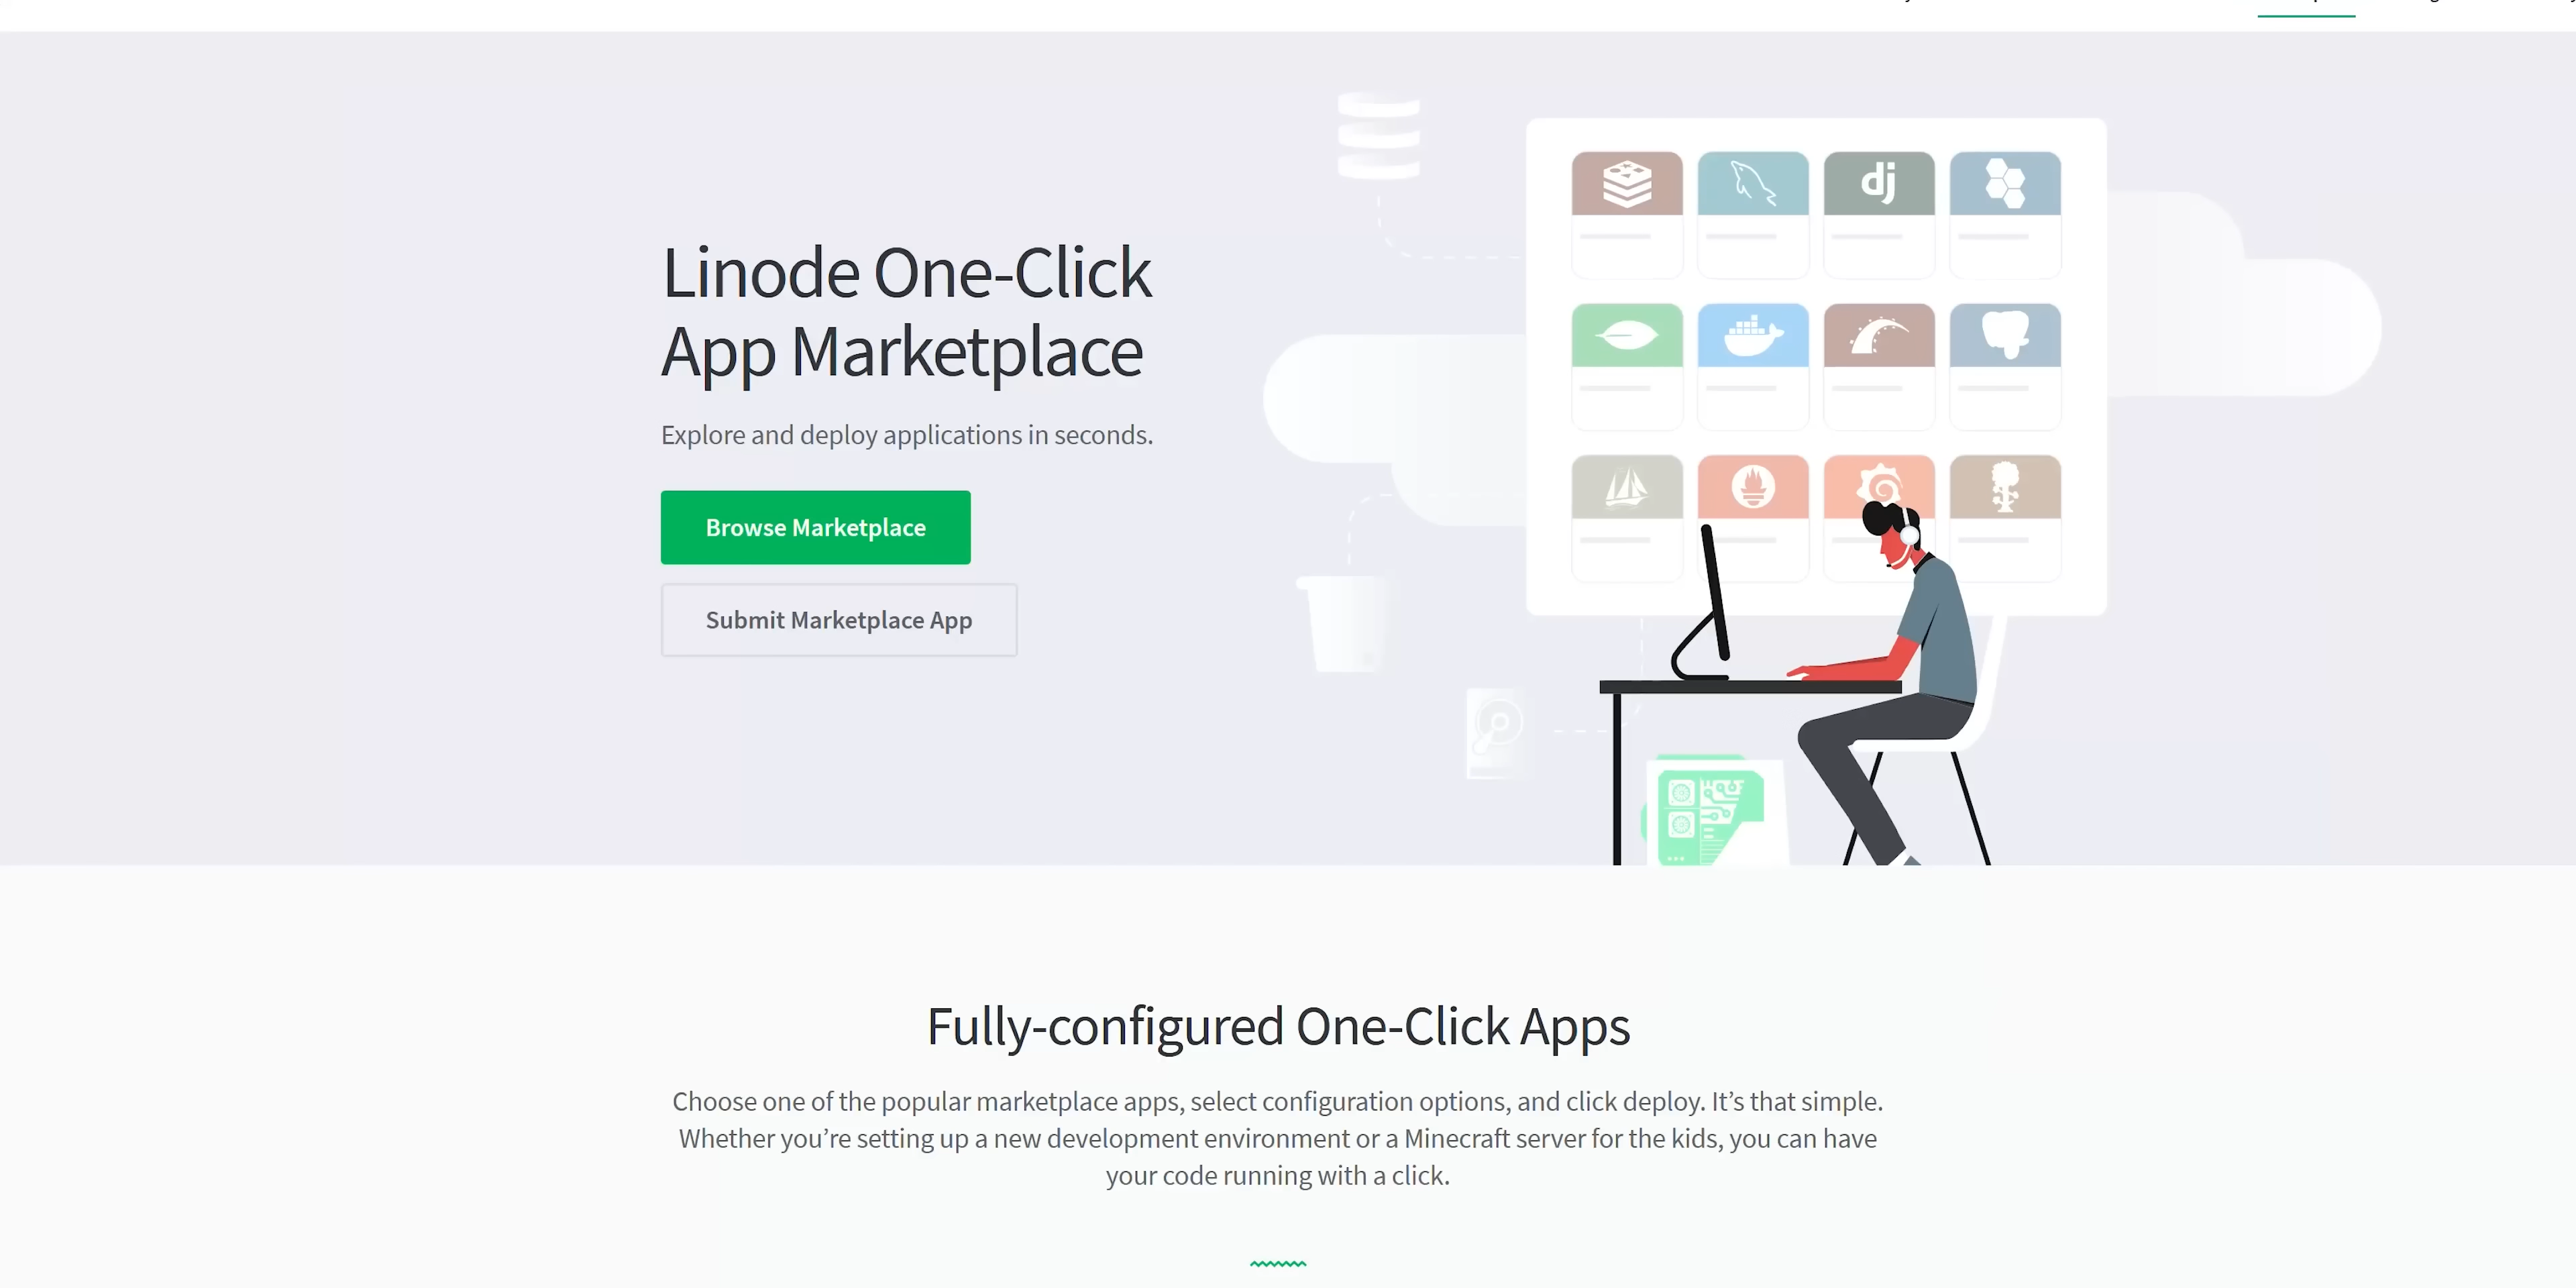 Linode One-Click
App Marketplace
Explore and deploy applications in seconds.
Browse Marketplace
Submit Marketplace App
dj
Fully-configured One-Click Apps
Choose one of the popular marketplace apps, select configuration options, and click deploy. It’s that simple.
Whether you’re setting up a new development environment or a Minecraft server for the kids, you can have
your code running with a click.